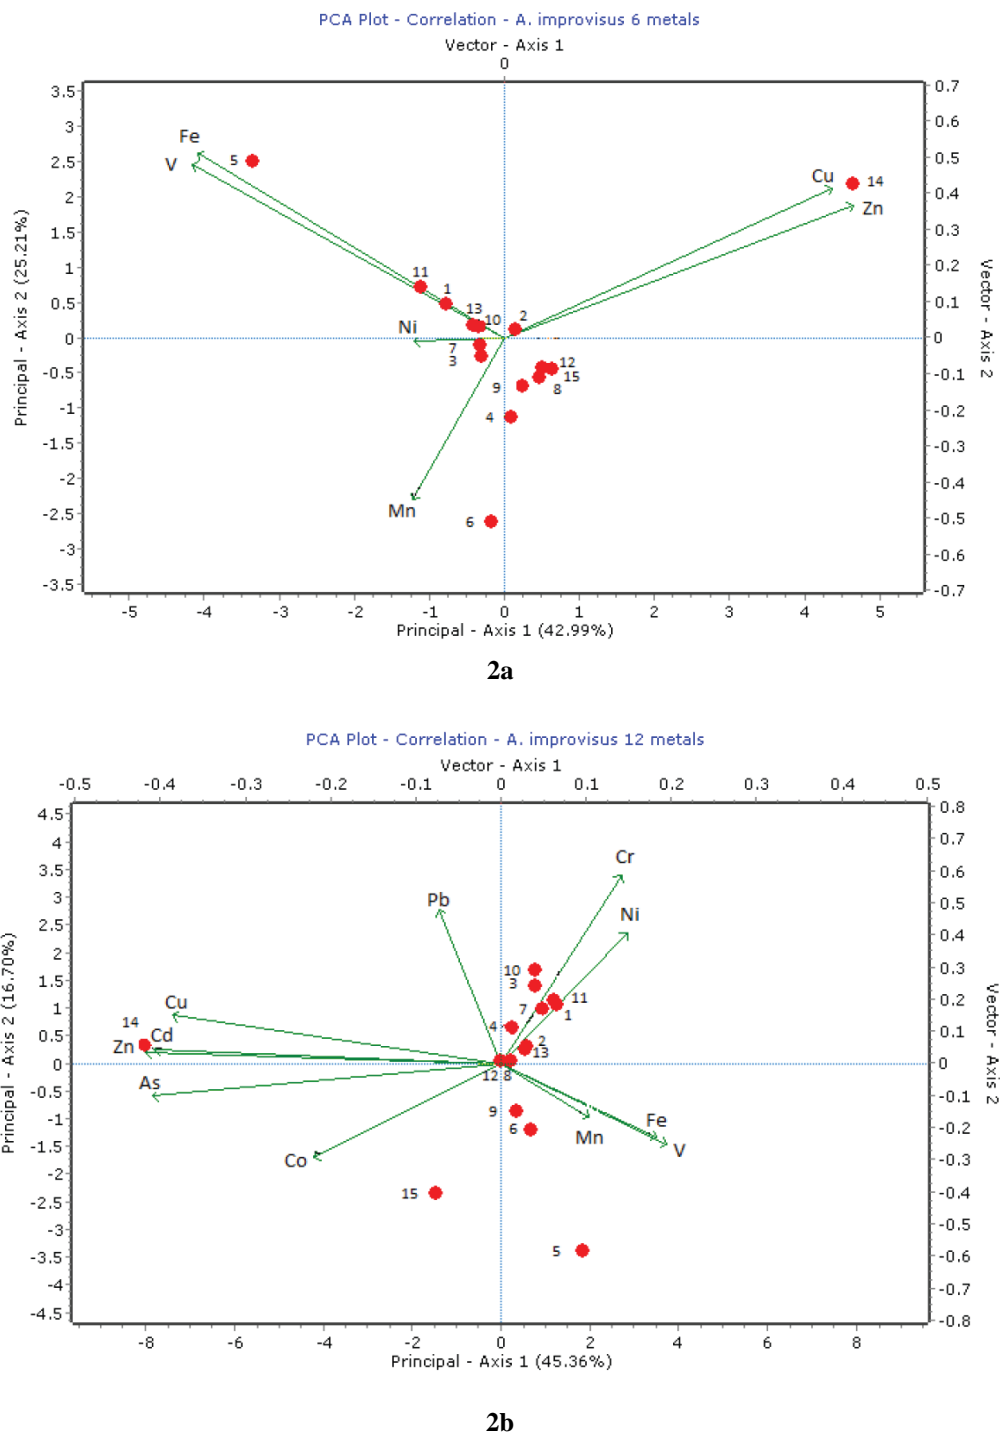 PCA Plot - Correlation - A. improvisus 6 metals
Vector - Axis 1
0
3.5 0.7
3 0.6
2.5 0.5
2 0.4
1.5 0.3
1 0.2
0.5 0.1
0 0
-0.5 -0.1
-1 -0.2
-1.5 -0.3
-2 -0.4
-2.5 -0.5
-3 -0.6
-3.5 -0.7
Principal - Axis 2 (25.21%)
Vector - Axis 2
Fe
V
5
Cu
14
Zn
11
1
13
10
2
Ni
7
3
12
15
9
8
4
Mn
6
-5 -4 -3 -2 -1 0 1 2 3 4 5
Principal - Axis 1 (42.99%)
2a
PCA Plot - Correlation - A. improvisus 12 metals
Vector - Axis 1
-0.5 -0.4 -0.3 -0.2 -0.1 0 0.1 0.2 0.3 0.4 0.5
4.5 0.8
4 0.7
3.5 0.6
3 0.5
2.5 0.4
2 0.3
1.5 0.2
1 0.1
0.5 0
0 -0.1
-0.5 -0.2
-1 -0.3
-1.5 -0.4
-2 -0.5
-2.5 -0.6
-3 -0.7
-3.5 -0.8
-4
-4.5
Principal - Axis 2 (16.70%)
Vector - Axis 2
Cr
Pb
Ni
10
3
Cu
7
11
1
14
4
Cd
2
Zn
13
12
8
As
9
6
Fe
Mn
V
Co
15
5
-8 -6 -4 -2 0 2 4 6 8
Principal - Axis 1 (45.36%)
2b